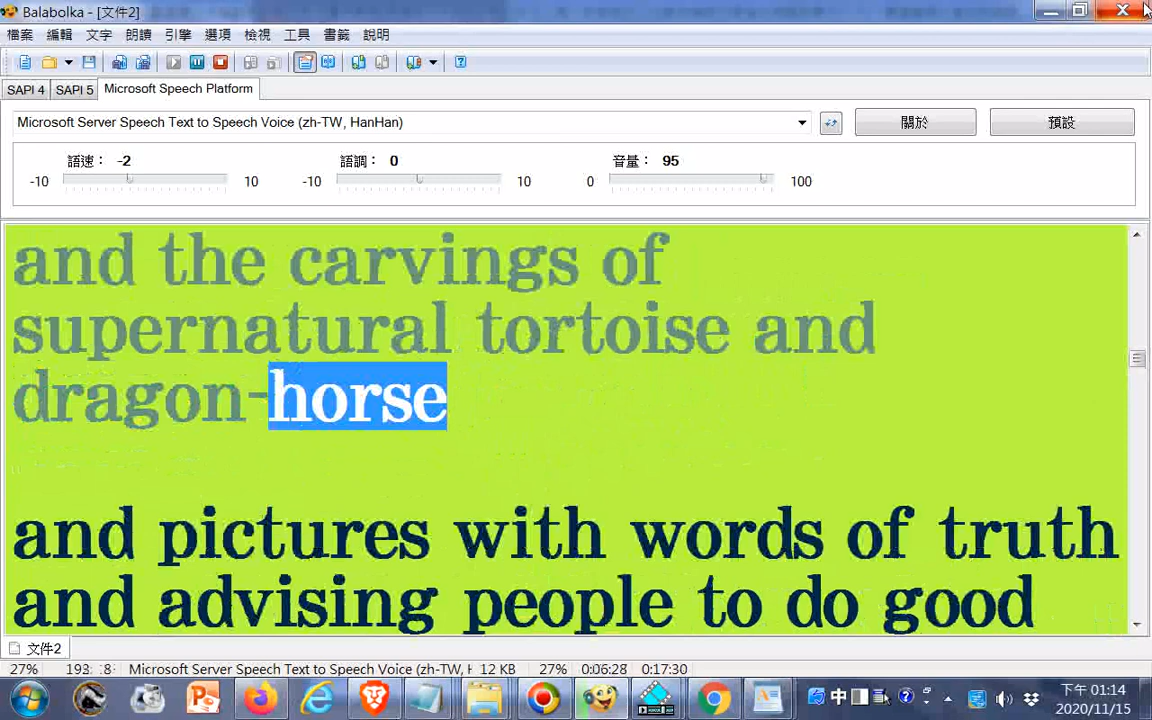 Balabolka - [文件2]
檔案 編輯 文字 朗讀 引擎 選項 檢視 工具 書籤 說明
SAPI 4 SAPI 5 Microsoft Speech Platform
Microsoft Server Speech Text to Speech Voice (zh-TW, HanHan) 關於 預設
語速： -2 語調： 0 音量： 95
-10 10 -10 10 0 100
and the carvings of
supernatural tortoise and
dragon-horse
and pictures with words of truth
and advising people to do good
文件2
27% Microsoft Server Speech Text to Speech Voice (zh-TW, H 12 KB 27% 0:06:28 0:17:30
中 下午 01:14
2020/11/15